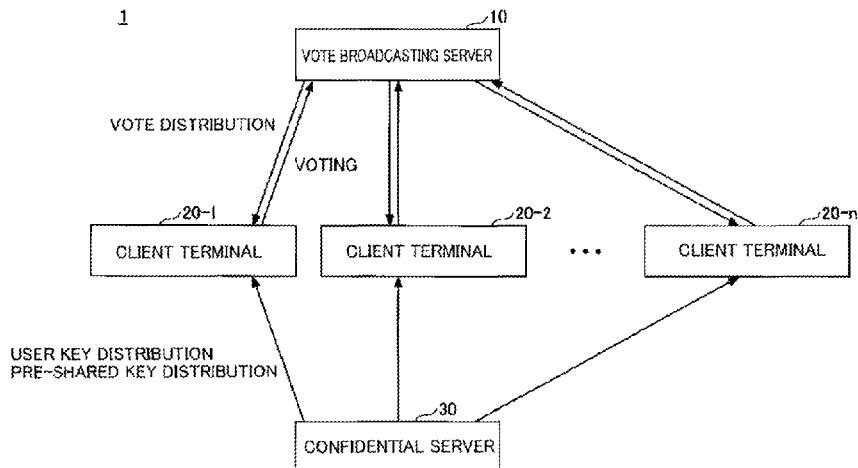 1
10
VOTE BROADCASTING SERVER
VOTE DISTRIBUTION
VOTING
20-1
CLIENT TERMINAL
20-2
CLIENT TERMINAL
•••
20-n
CLIENT TERMINAL
USER KEY DISTRIBUTION
PRE-SHARED KEY DISTRIBUTION
30
CONFIDENTIAL SERVER